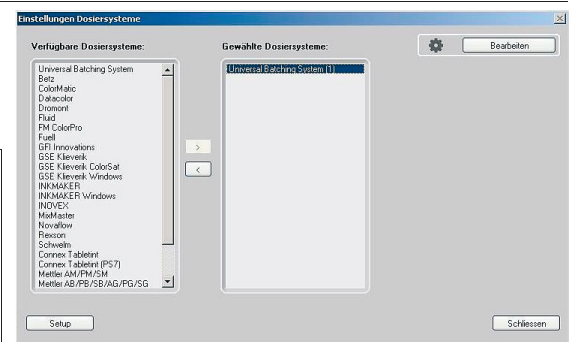 Einstellungen Dosiersysteme
Verfügbare Dosiersysteme:
Gewählte Dosiersysteme:
Bearbeiten
Universal Batching System
Betz
ColorMatic
Datacolor
Dromont
Fluid
FM ColorPro
Fuell
GFI Innovations
GSE Klieverik
GSE Klieverik ColorSat
GSE Klieverik Windows
INKMAKER
INKMAKER Windows
INOVEX
MixMaster
Novaflow
Rexson
Schwelm
Connex Tabletint
Connex Tabletint (PS7)
Mettler AM/PM/SM
Mettler AB/PB/SB/AG/PG/SG
Universal Batching System (1)
>
<
Setup
Schliessen